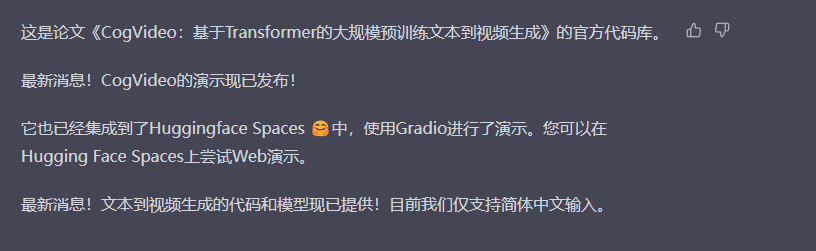 这是论文《CogVideo：基于Transformer的大规模预训练文本到视频生成》的官方代码库。
最新消息！CogVideo的演示现已发布！
它也已经集成到了Huggingface Spaces 🤗 中，使用Gradio进行了演示。您可以在
Hugging Face Spaces上尝试Web演示。
最新消息！文本到视频生成的代码和模型现已提供！目前我们仅支持简体中文输入。